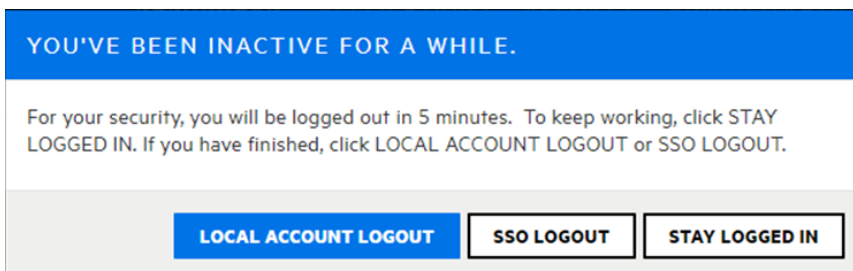 YOU'VE BEEN INACTIVE FOR A WHILE.
For your security, you will be logged out in 5 minutes.  To keep working, click STAY
LOGGED IN. If you have finished, click LOCAL ACCOUNT LOGOUT or SSO LOGOUT.
LOCAL ACCOUNT LOGOUT SSO LOGOUT STAY LOGGED IN